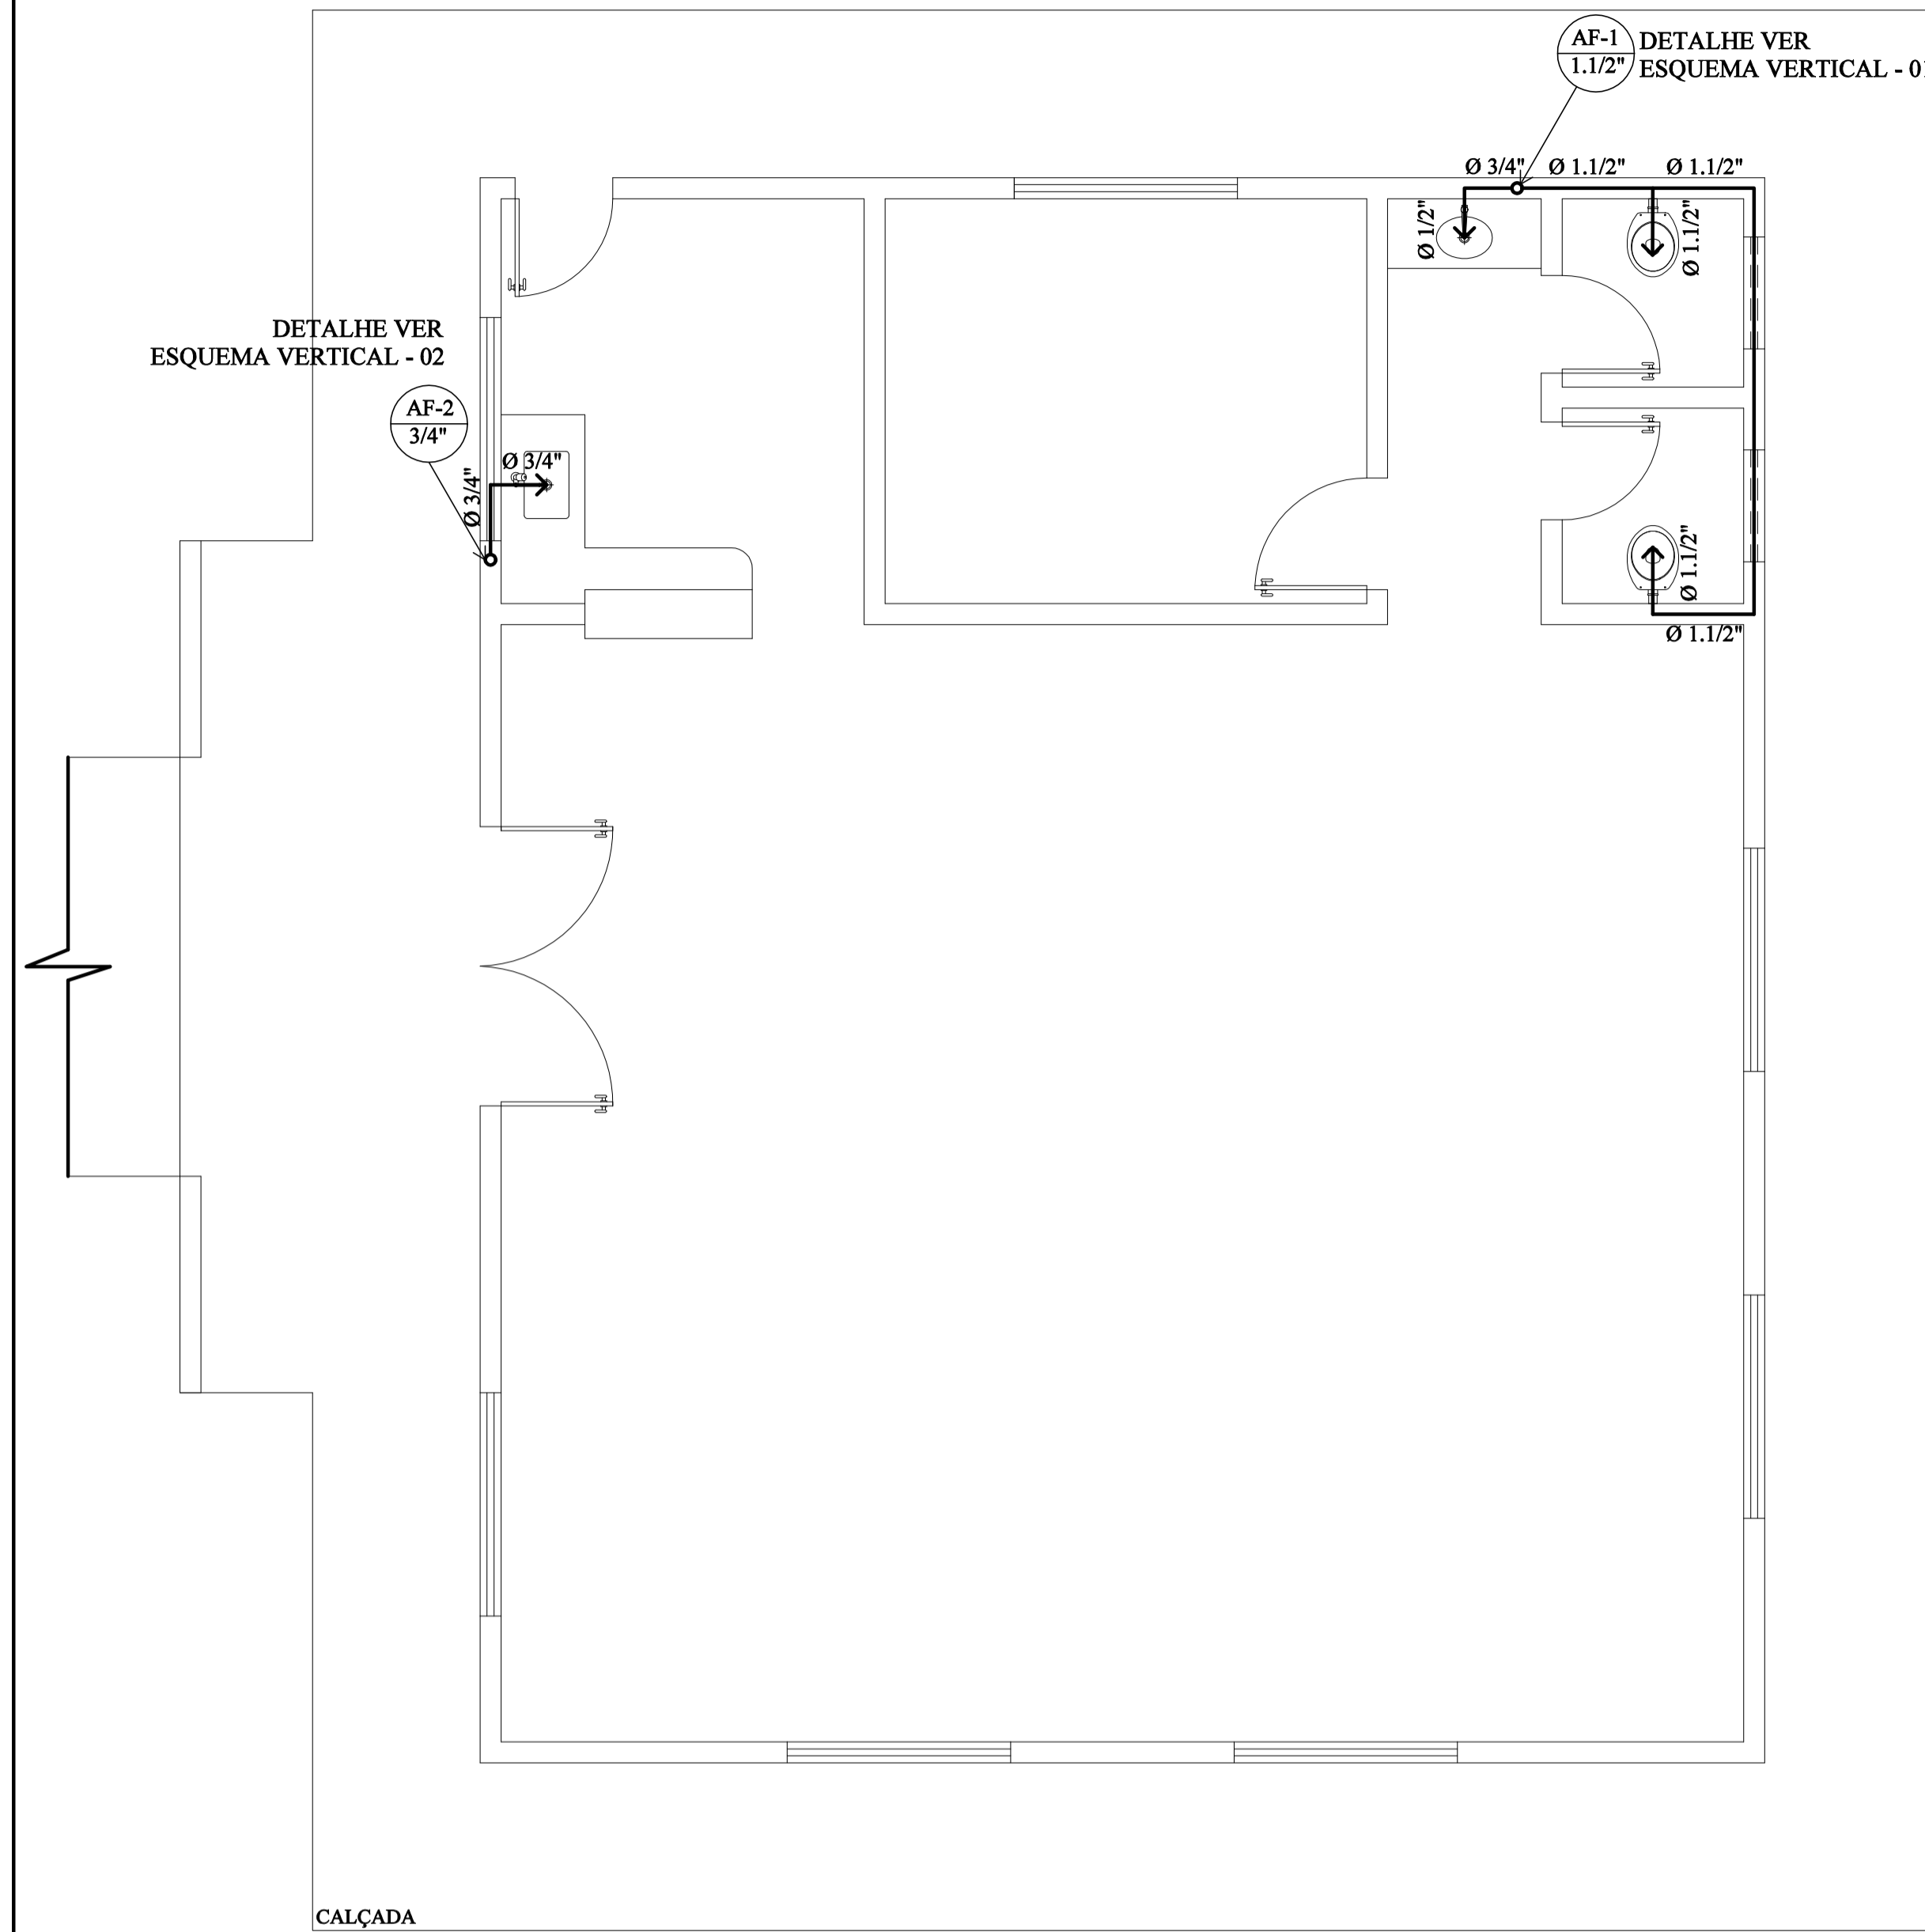 AF-1
1.1/2"
DETALHE VER
ESQUEMA VERTICAL - 01
Ø 3/4"
Ø 1.1/2"
Ø 1.1/2"
Ø 1/2"
Ø 1.1/2"
DETALHE VER
ESQUEMA VERTICAL - 02
AF-2
3/4"
Ø 3/4"
Ø 3/4"
Ø 1.1/2"
Ø 1.1/2"
CALÇADA